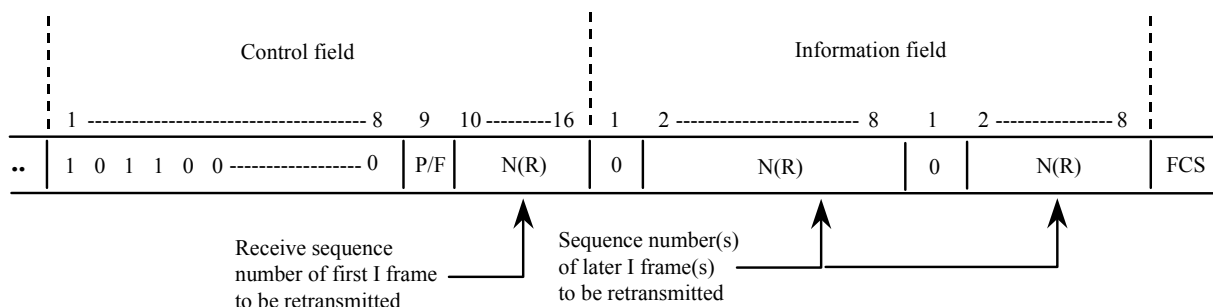 Control field Information field
1 ---------------------------------- 8 9 10 ---------16 1 2 ----------------------- 8 1 2 --------------- 8
.. 1 0 1 1 0 0 ------------------ 0 P/F N(R) 0 N(R) 0 N(R) FCS
Receive sequence
number of first I frame
to be retransmitted
Sequence number(s)
of later I frame(s)
to be retransmitted